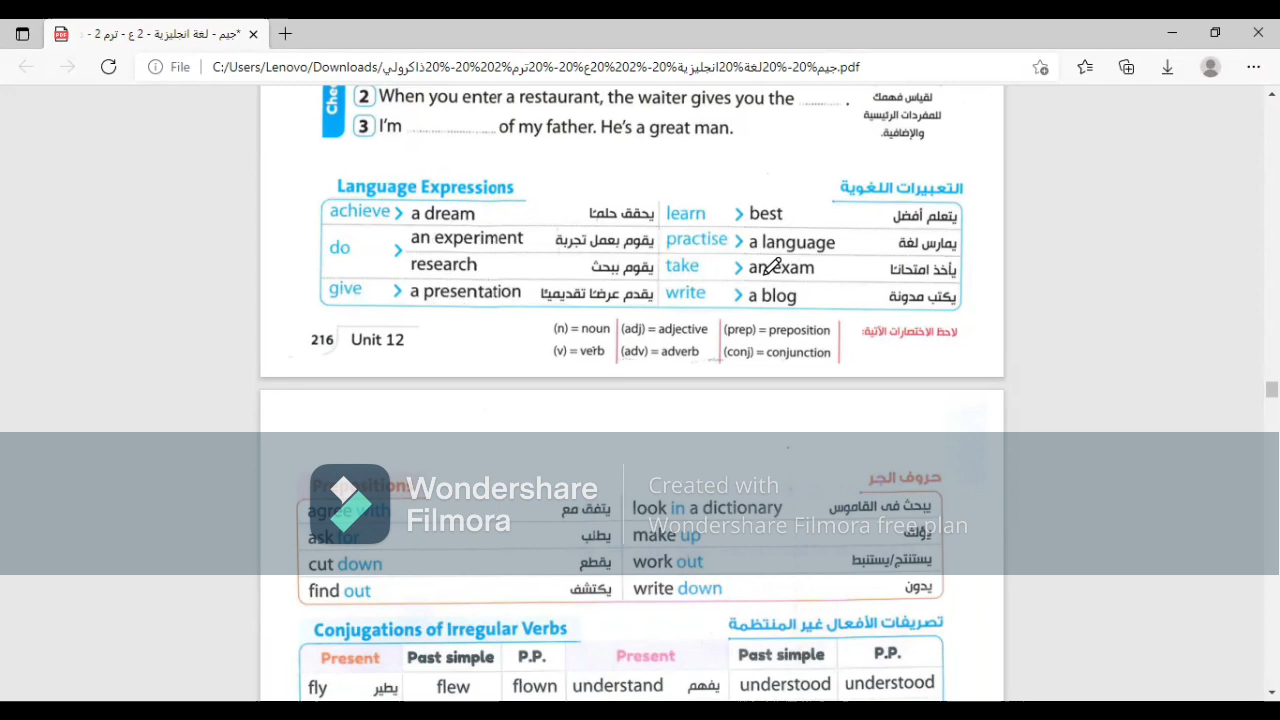 *جيم - لغة انجليزية - 2 ع - ترم 2 -
File C:/Users/Lenovo/Downloads/جيم%20-%20لغة%20انجليزية%20-%202%20ع%20-%20ترم%202%20-%20ذاكرولي.pdf
2 When you enter a restaurant, the waiter gives you the ........ .
3 I'm ................ of my father. He's a great man.
لقياس فهمك
للمفردات الرئيسية
والإضافية.
Language Expressions التعبيرات اللغوية
achieve > a dream يحقق حلمًا learn > best يتعلم أفضل
do > an experiment يقوم بعمل تجربة practise > a language يمارس لغة
research يقوم ببحث take > an exam يأخذ امتحانًا
give > a presentation يقدم عرضًا تقديميًا write > a blog يكتب مدونة
216 Unit 12
(n) = noun (adj) = adjective (prep) = preposition لاحظ الاختصارات الآتية:
(v) = verb (adv) = adverb (conj) = conjunction
Prepositions حروف الجر
agree with يتفق مع look in a dictionary يبحث فى القاموس
ask for يطلب make up يؤلف
cut down يقطع work out يستنتج/يستنبط
find out يكتشف write down يدون
Wondershare
Filmora
Created with
Wondershare Filmora free plan
Conjugations of Irregular Verbs تصريفات الأفعال غير المنتظمة
Present Past simple P.P. Present Past simple P.P.
fly يطير flew flown understand يفهم understood understood